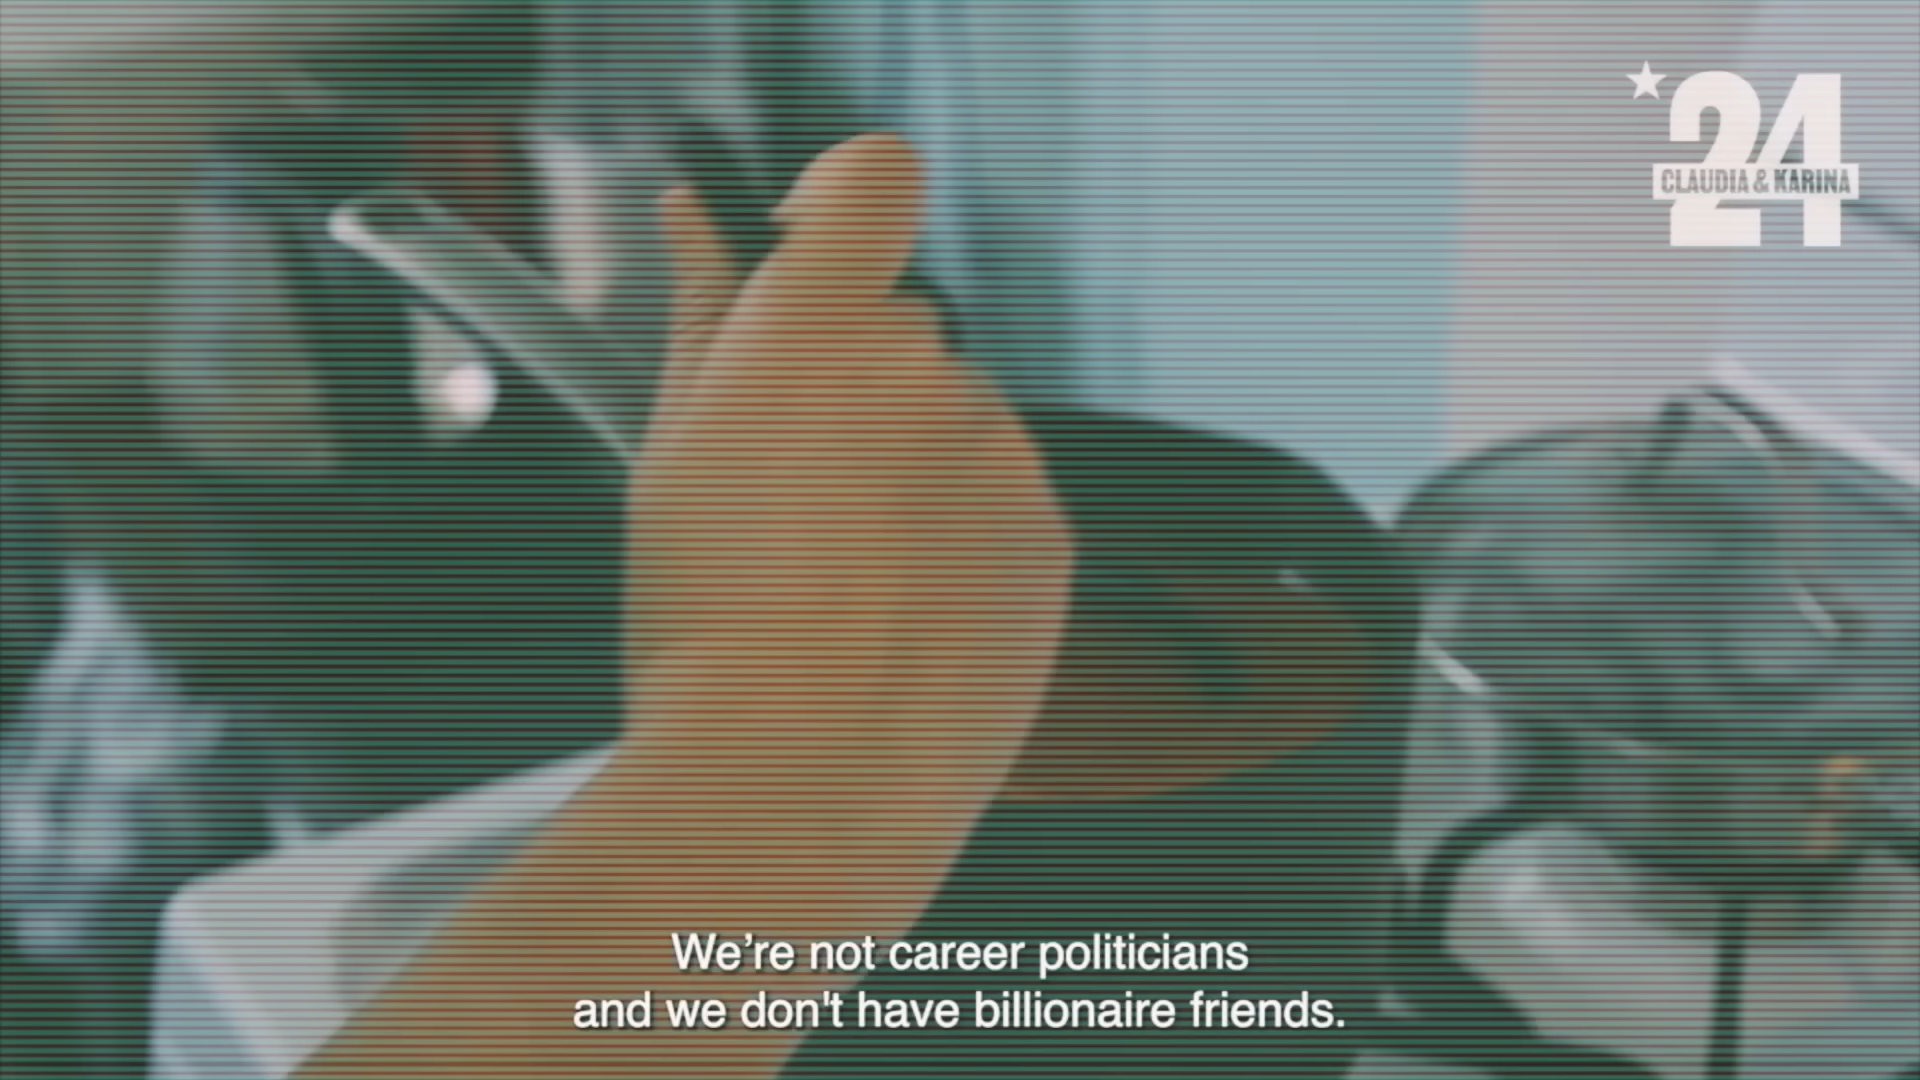 24
CLAUDIA & KARINA
We’re not career politicians
and we don't have billionaire friends.